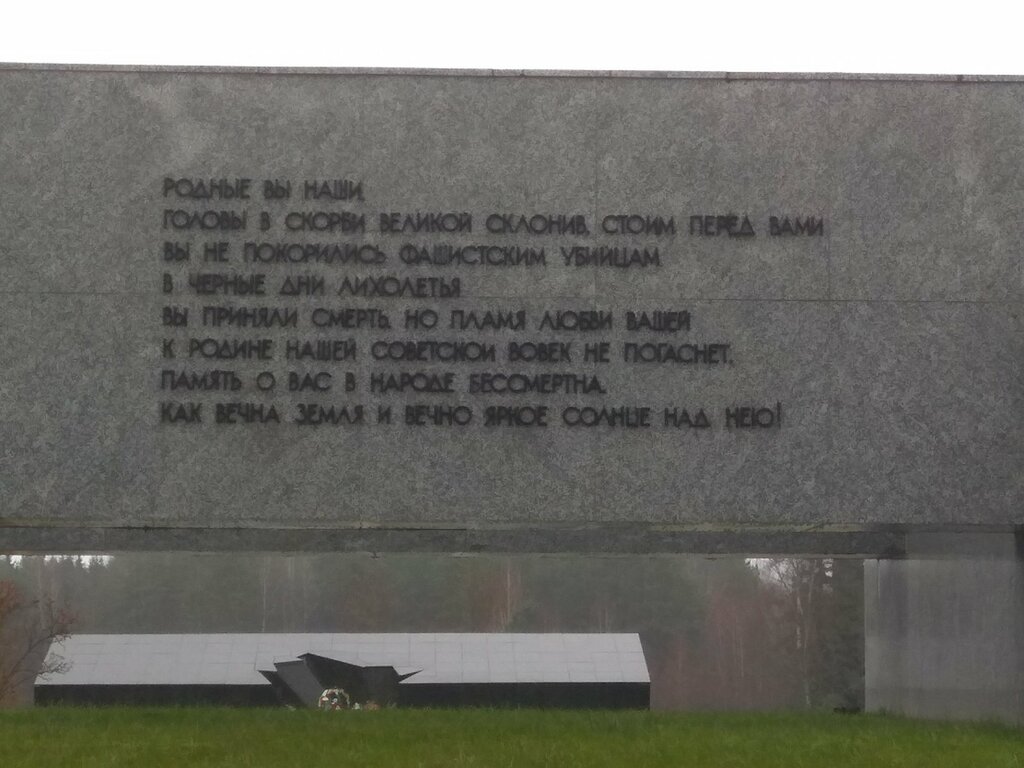 РОДНЫЕ ВЫ НАШИ,
ГОЛОВЫ В СКОРБИ ВЕЛИКОЙ СКЛОНИВ, СТОИМ ПЕРЕД ВАМИ
ВЫ НЕ ПОКОРИЛИСЬ ФАШИСТСКИМ УБИЙЦАМ
В ЧЕРНЫЕ ДНИ ЛИХОЛЕТЬЯ
ВЫ ПРИНЯЛИ СМЕРТЬ, НО ПЛАМЯ ЛЮБВИ ВАШЕЙ
К РОДИНЕ НАШЕЙ СОВЕТСКОЙ ВОВЕК НЕ ПОГАСНЕТ.
ПАМЯТЬ О ВАС В НАРОДЕ БЕССМЕРТНА,
КАК ВЕЧНА ЗЕМЛЯ И ВЕЧНО ЯРКОЕ СОЛНЦЕ НАД НЕЮ!